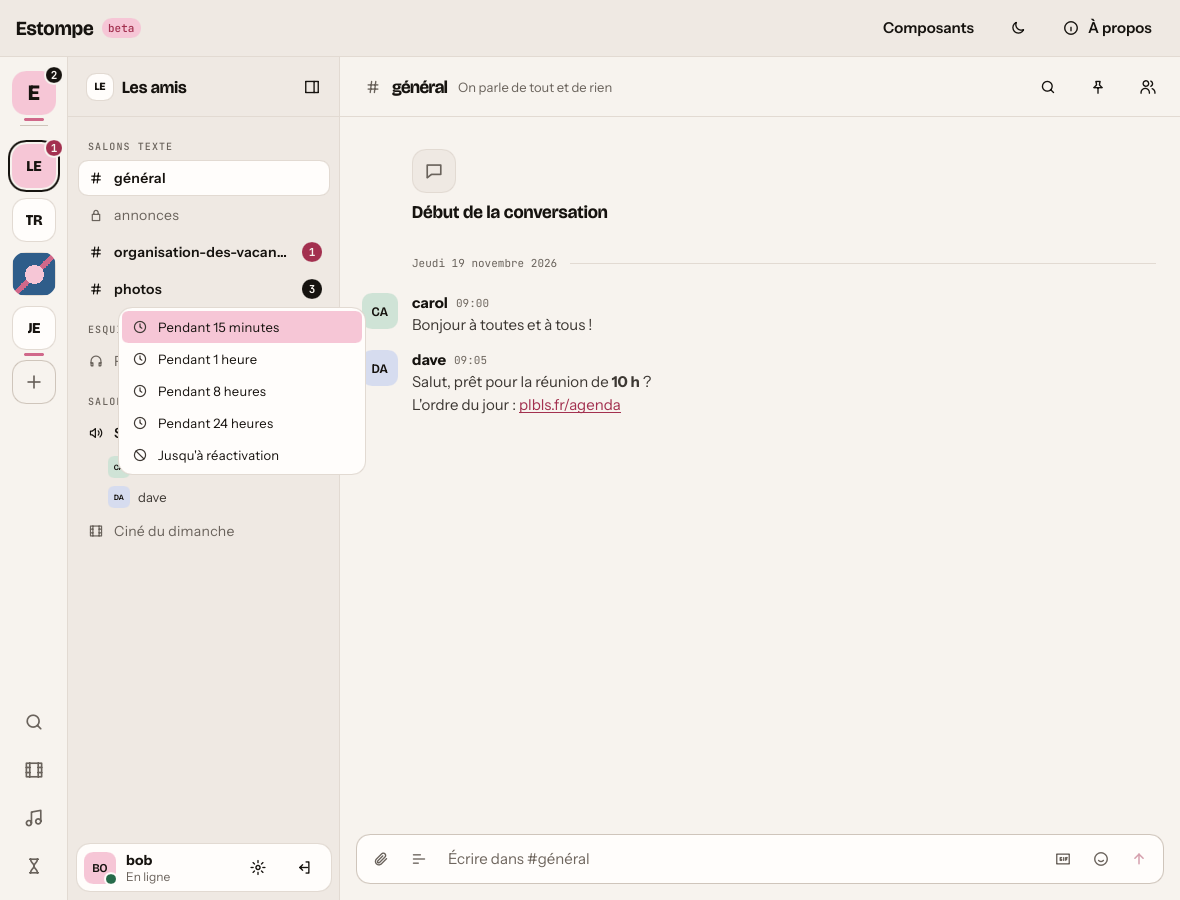 Estompe beta
Composants
À propos
E 2
LE 1
TR
JE
LE Les amis
SALONS TEXTE
# général
annonces
# organisation-des-vacan... 1
# photos 3
Pendant 15 minutes
Pendant 1 heure
Pendant 8 heures
Pendant 24 heures
Jusqu'à réactivation
DA dave
Ciné du dimanche
BO bob
En ligne
# général On parle de tout et de rien
Début de la conversation
Jeudi 19 novembre 2026
CA carol 09:00
Bonjour à toutes et à tous !
DA dave 09:05
Salut, prêt pour la réunion de 10 h ?
L'ordre du jour : plbls.fr/agenda
Écrire dans #général
GIF